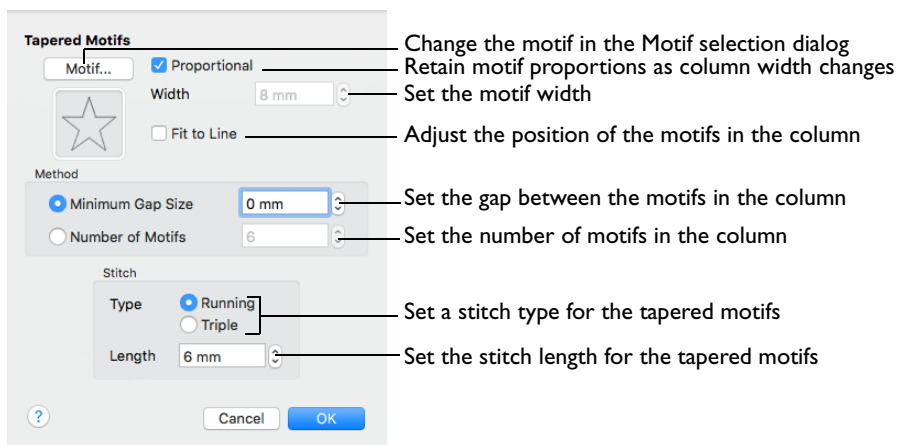 Tapered Motifs
Motif...
Proportional
Width
8 mm
Fit to Line
Method
Minimum Gap Size
0 mm
Number of Motifs
6
Stitch
Type
Running
Triple
Length
6 mm
?
Cancel
OK
Change the motif in the Motif selection dialog
Retain motif proportions as column width changes
Set the motif width
Adjust the position of the motifs in the column
Set the gap between the motifs in the column
Set the number of motifs in the column
Set a stitch type for the tapered motifs
Set the stitch length for the tapered motifs